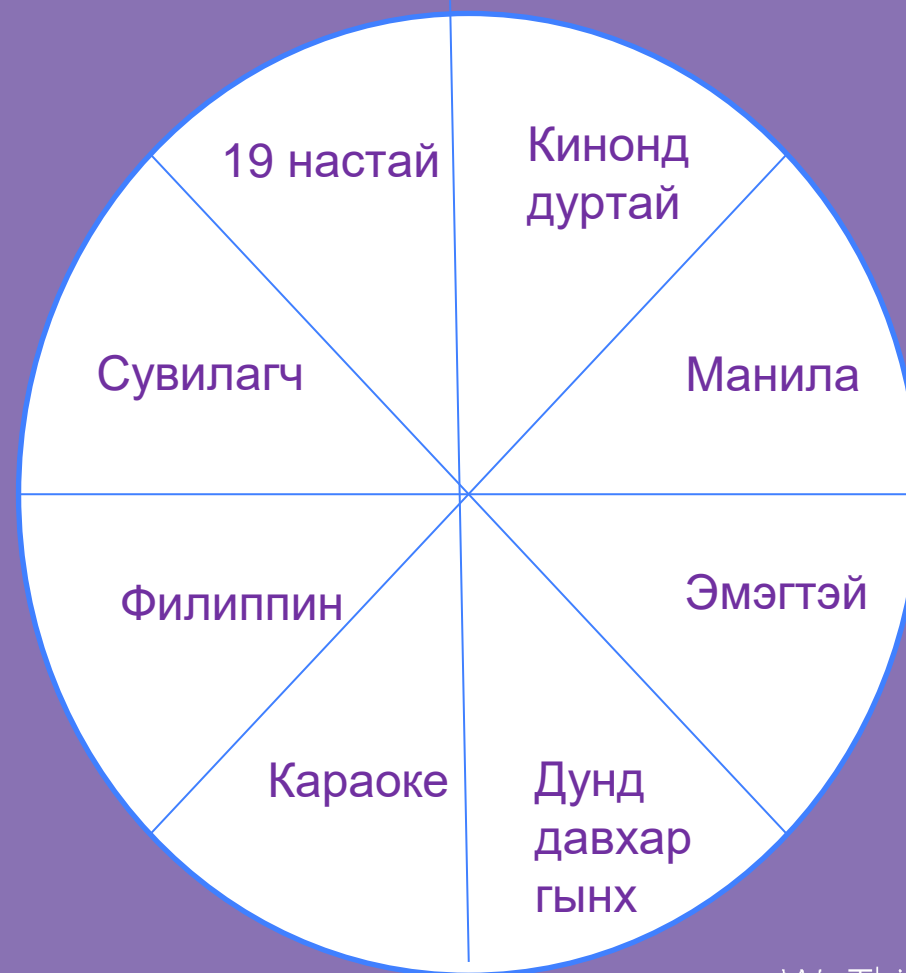 19 настай
Кинонд
дуртай
Сувилагч
Манила
Филиппин
Эмэгтэй
Караоке
Дунд
давхар
гынх